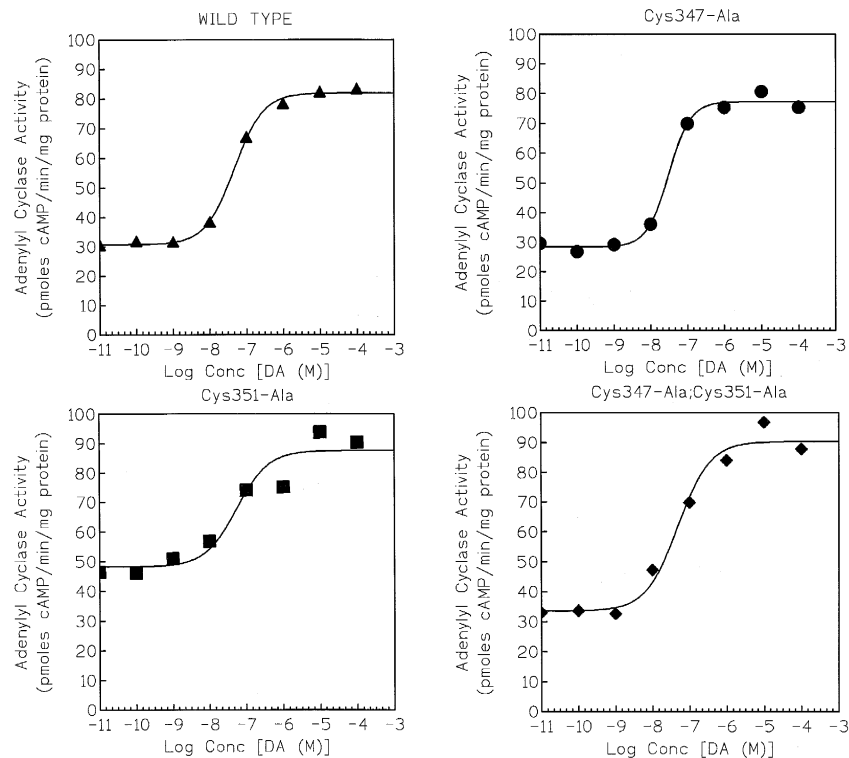 WILD TYPE
Adenylyl Cyclase Activity
(pmoles cAMP/min/mg protein)
100
90
80
70
60
50
40
30
20
10
0
-11 -10 -9 -8 -7 -6 -5 -4 -3
Log Conc [DA (M)]
Cys347-Ala
Adenylyl Cyclase Activity
(pmoles cAMP/min/mg protein)
100
90
80
70
60
50
40
30
20
10
0
-11 -10 -9 -8 -7 -6 -5 -4 -3
Log Conc [DA (M)]
Cys351-Ala
Adenylyl Cyclase Activity
(pmoles cAMP/min/mg protein)
100
90
80
70
60
50
40
30
20
10
0
-11 -10 -9 -8 -7 -6 -5 -4 -3
Log Conc [DA (M)]
Cys347-Ala;Cys351-Ala
Adenylyl Cyclase Activity
(pmoles cAMP/min/mg protein)
100
90
80
70
60
50
40
30
20
10
0
-11 -10 -9 -8 -7 -6 -5 -4 -3
Log Conc [DA (M)]